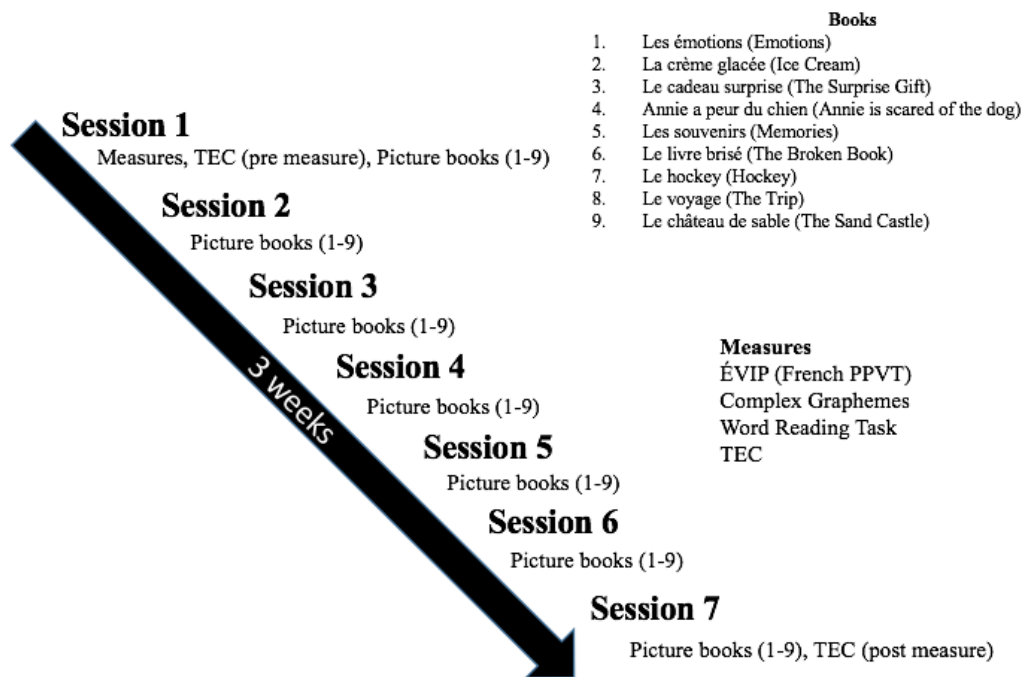 Books
1. Les émotions (Emotions)
2. La crème glacée (Ice Cream)
3. Le cadeau surprise (The Surprise Gift)
4. Annie a peur du chien (Annie is scared of the dog)
5. Les souvenirs (Memories)
6. Le livre brisé (The Broken Book)
7. Le hockey (Hockey)
8. Le voyage (The Trip)
9. Le château de sable (The Sand Castle)
Session 1
Measures, TEC (pre measure), Picture books (1-9)
Session 2
Picture books (1-9)
Session 3
Picture books (1-9)
Session 4
Picture books (1-9)
Session 5
Picture books (1-9)
Session 6
Picture books (1-9)
Session 7
Picture books (1-9), TEC (post measure)
3 weeks
Measures
ÉVIP (French PPVT)
Complex Graphemes
Word Reading Task
TEC